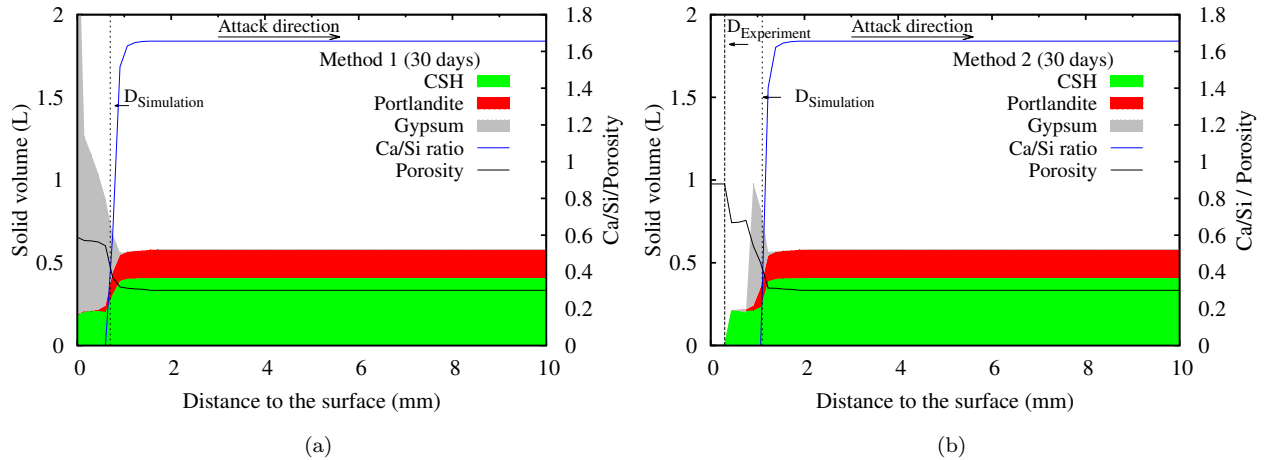 Attack direction
Method 1 (30 days)
CSH
Portlandite
Gypsum
Ca/Si ratio
Porosity
D_Simulation
Solid volume (L)
2
1.5
1
0.5
0
1.8
1.6
1.4
1.2
1
0.8
0.6
0.4
0.2
0
Ca/Si/Porosity
0 2 4 6 8 10
Distance to the surface (mm)
(a)
D_Experiment
Attack direction
Method 2 (30 days)
CSH
Portlandite
Gypsum
Ca/Si ratio
Porosity
D_Simulation
Solid volume (L)
2
1.5
1
0.5
0
1.8
1.6
1.4
1.2
1
0.8
0.6
0.4
0.2
0
Ca/Si / Porosity
0 2 4 6 8 10
Distance to the surface (mm)
(b)